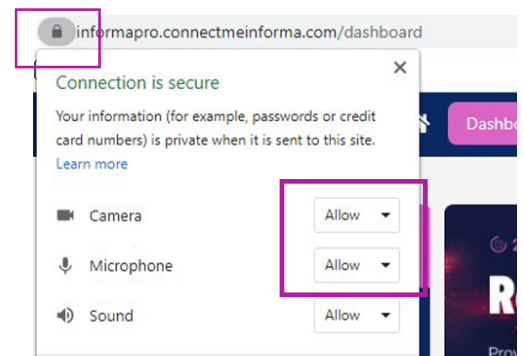 informapro.connectmeinforma.com/dashboard
Connection is secure
Your information (for example, passwords or credit
card numbers) is private when it is sent to this site.
Learn more
Dashbo
Camera
Allow
Microphone
Allow
Sound
Allow